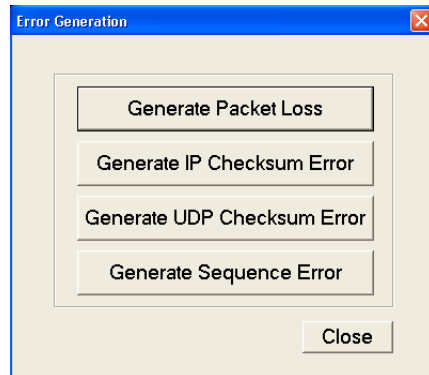 Error Generation
Generate Packet Loss
Generate IP Checksum Error
Generate UDP Checksum Error
Generate Sequence Error
Close